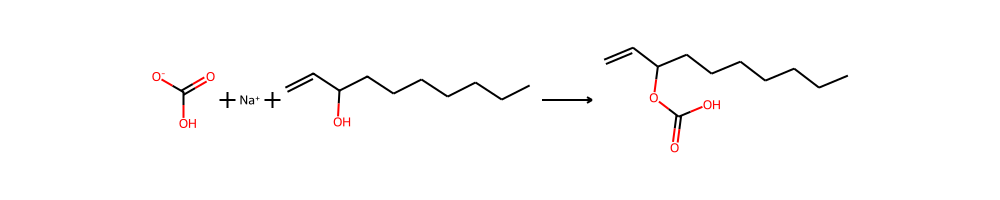 O⁻ O OH + Na⁺ + OH O OH O